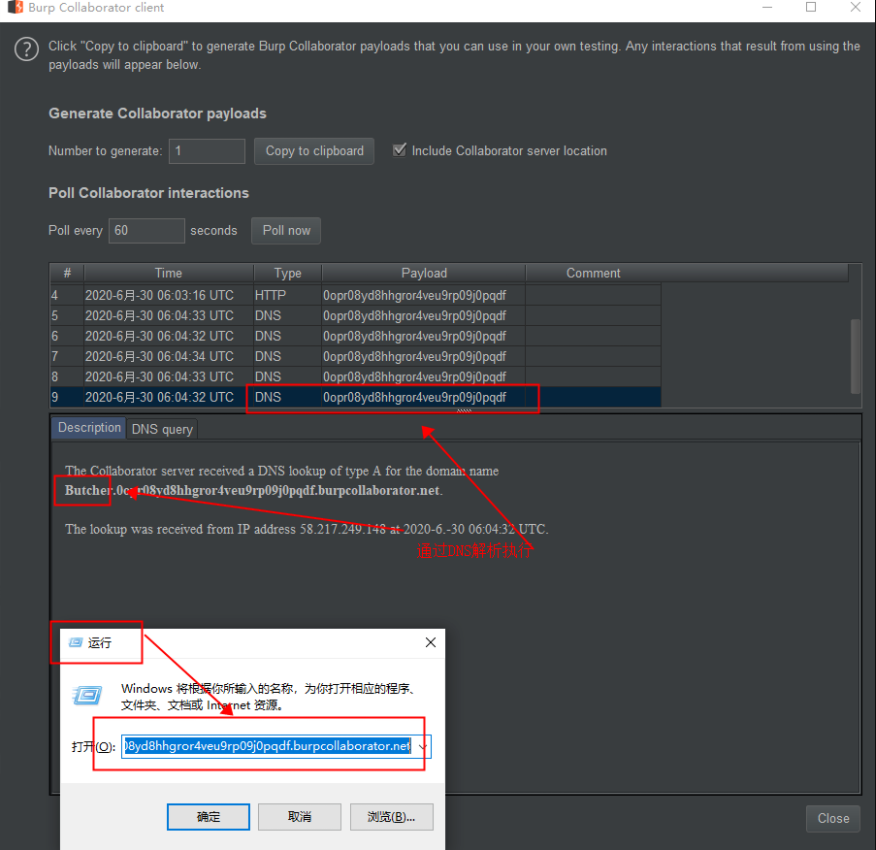 Burp Collaborator client
Click "Copy to clipboard" to generate Burp Collaborator payloads that you can use in your own testing. Any interactions that result from using the
payloads will appear below.
Generate Collaborator payloads
Number to generate: 1 Copy to clipboard Include Collaborator server location
Poll Collaborator interactions
Poll every 60 seconds Poll now
# Time Type Payload Comment
4 2020-6月-30 06:03:16 UTC HTTP 0opr08yd8hhgror4veu9rp09j0pqdf
5 2020-6月-30 06:04:33 UTC DNS 0opr08yd8hhgror4veu9rp09j0pqdf
6 2020-6月-30 06:04:32 UTC DNS 0opr08yd8hhgror4veu9rp09j0pqdf
7 2020-6月-30 06:04:34 UTC DNS 0opr08yd8hhgror4veu9rp09j0pqdf
8 2020-6月-30 06:04:33 UTC DNS 0opr08yd8hhgror4veu9rp09j0pqdf
9 2020-6月-30 06:04:32 UTC DNS 0opr08yd8hhgror4veu9rp09j0pqdf
Description DNS query
The Collaborator server received a DNS lookup of type A for the domain name
Butcher.0opr08yd8hhgror4veu9rp09j0pqdf.burpcollaborator.net.
The lookup was received from IP address 58.217.249.148 at 2020-6.-30 06:04:32 UTC.
通过DNS解析执行
运行
Windows 将根据你所输入的名称，为你打开相应的程序、
文件夹、文档或 Internet 资源。
打开(O): 08yd8hhgror4veu9rp09j0pqdf.burpcollaborator.net
确定 取消 浏览(B)...
Close